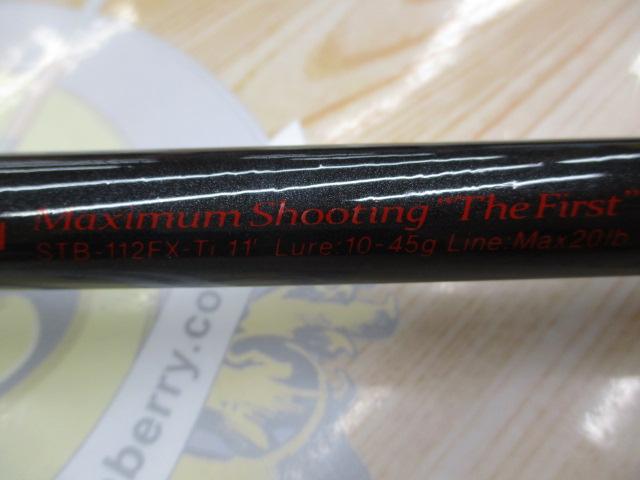 Maximum Shooting "The First"
STB-112FX-Ti 11' Lure:10-45g Line:Max20lb.
berry.co